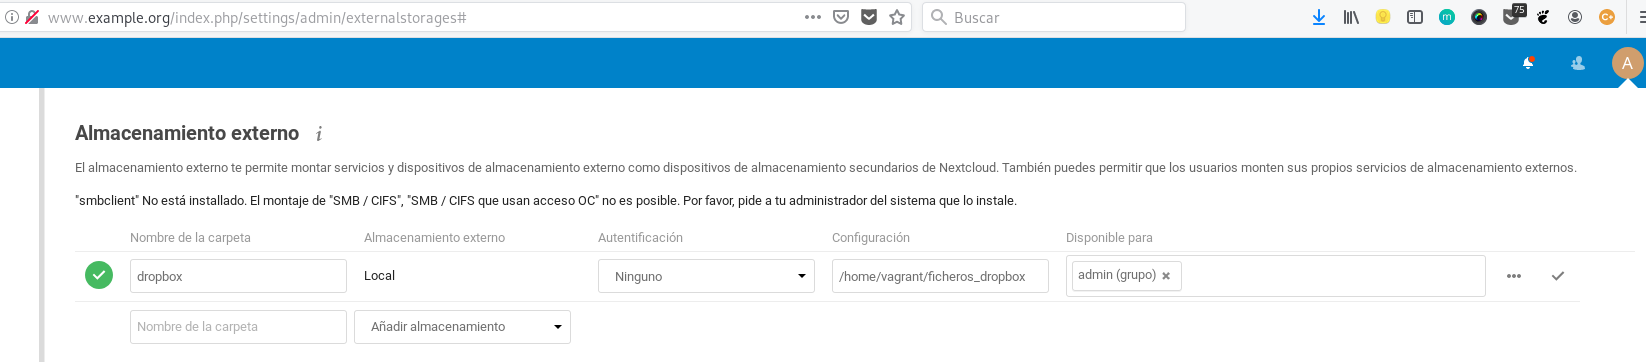 www.example.org/index.php/settings/admin/externalstorages#
Buscar
m
75
C+
A
Almacenamiento externo i
El almacenamiento externo te permite montar servicios y dispositivos de almacenamiento externo como dispositivos de almacenamiento secundarios de Nextcloud. También puedes permitir que los usuarios monten sus propios servicios de almacenamiento externos.
"smbclient" No está installado. El montaje de "SMB / CIFS", "SMB / CIFS que usan acceso OC" no es posible. Por favor, pide a tu administrador del sistema que lo instale.
Nombre de la carpeta Almacenamiento externo Autentificación Configuración Disponible para
dropbox Local Ninguno /home/vagrant/ficheros_dropbox admin (grupo)
Nombre de la carpeta Añadir almacenamiento